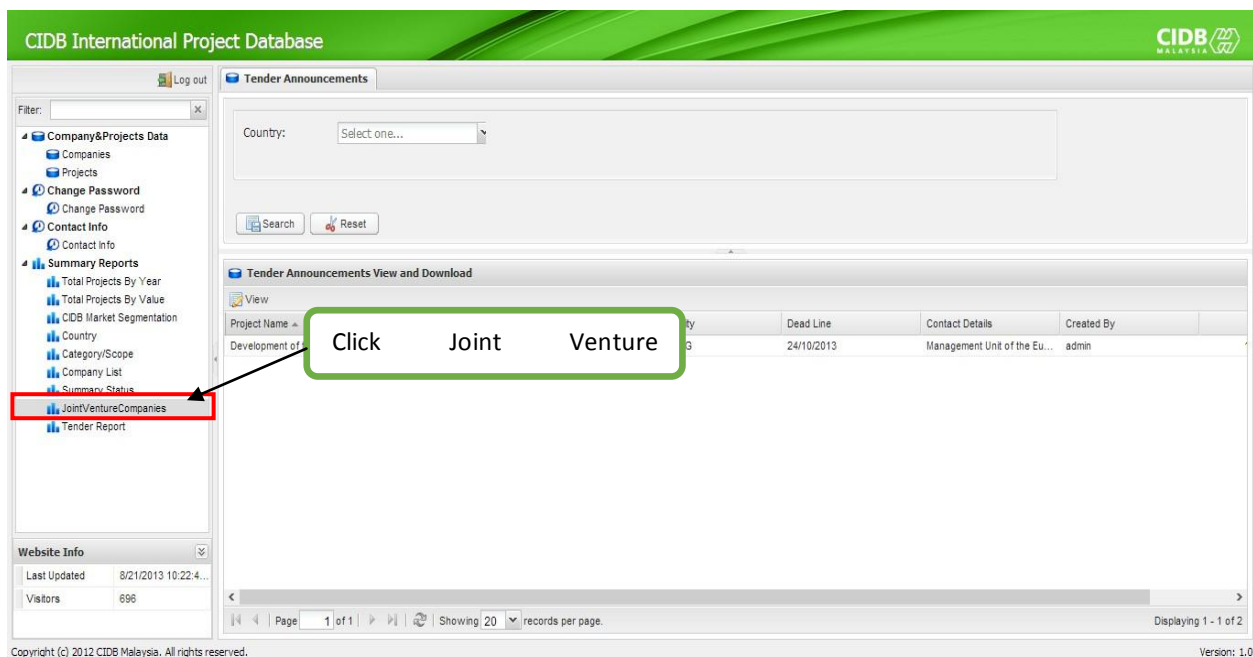 CIDB International Project Database
CIDB
MALAYSIA
Log out
Tender Announcements
Filter:
Country:
Select one...
Company&Projects Data
Companies
Projects
Change Password
Change Password
Contact Info
Contact Info
Summary Reports
Total Projects By Year
Total Projects By Value
CIDB Market Segmentation
Country
Category/Scope
Company List
Summary Status
JointVentureCompanies
Tender Report
Search
Reset
Tender Announcements View and Download
View
Project Name
Dead Line
Contact Details
Created By
Development of
24/10/2013
Management Unit of the Eu...
admin
Click Joint Venture
Website Info
Last Updated 8/21/2013 10:22:4...
Visitors 696
Page 1 of 1
Showing 20 records per page.
Displaying 1 - 1 of 2
Copyright (c) 2012 CIDB Malaysia. All rights reserved.
Version: 1.0